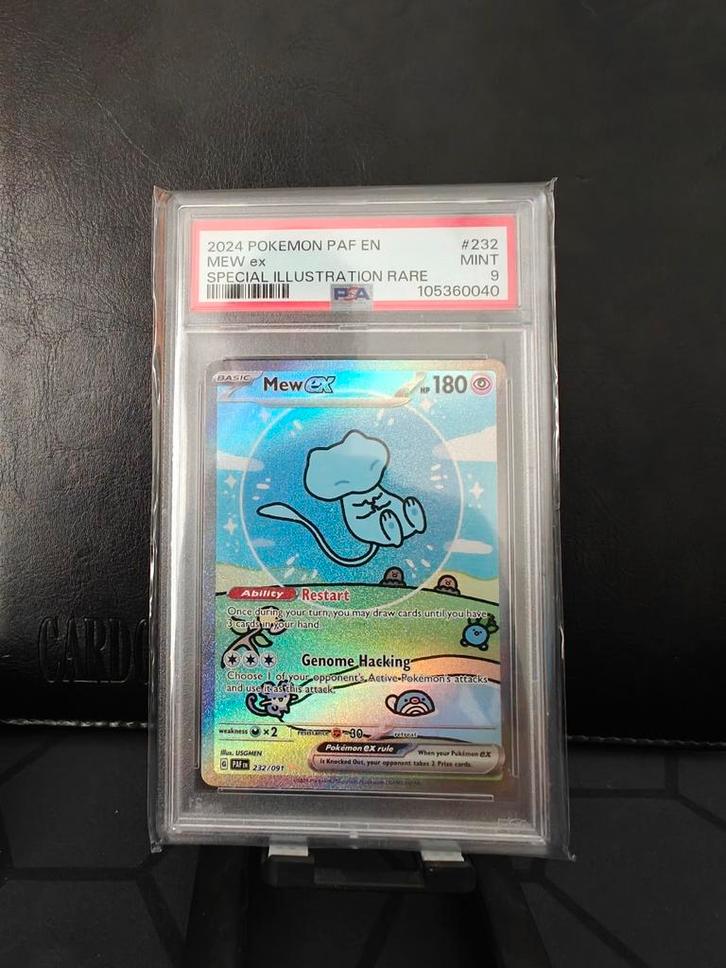 2024 POKEMON PAF EN #232
MEW ex MINT
SPECIAL ILLUSTRATION RARE 9
PSA 105360040
BASIC Mew ex HP 180
Ability Restart
Once during your turn, you may draw cards until you have
3 cards in your hand.
Genome Hacking
Choose 1 of your opponent's Active Pokémon's attacks
and use it as this attack.
weakness ×2 resistance -30 retreat
Illus. USGMEN
Pokémon ex rule When your Pokémon ex
is Knocked Out, your opponent takes 2 Prize cards.
G PAF EN 232/091
CARD